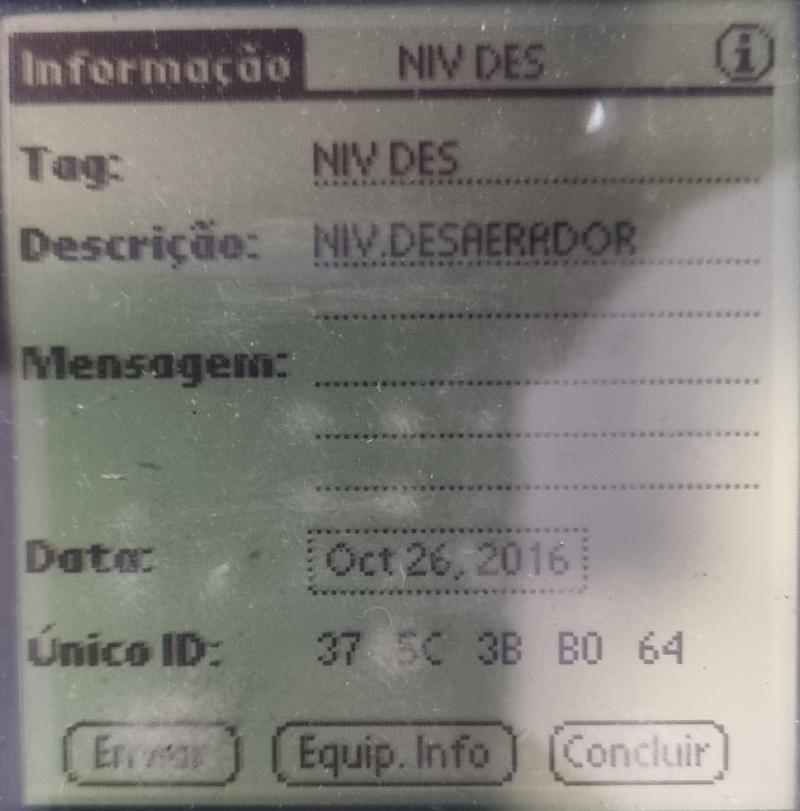 Informação NIV DES i
Tag: NIV DES
Descrição: NIV.DESAERADOR
Mensagem:
Data: Oct 26, 2016
Único ID: 37 5C 3B B0 64
Enviar Equip. Info Concluir